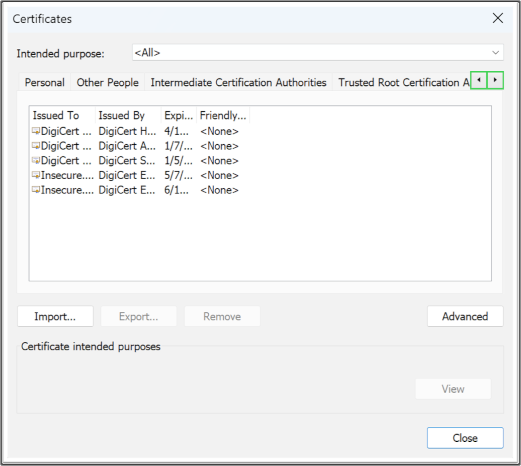 Certificates
Intended purpose: <All>
Personal Other People Intermediate Certification Authorities Trusted Root Certification A
Issued To Issued By Expi... Friendly...
DigiCert ... DigiCert H... 4/1... <None>
DigiCert ... DigiCert A... 1/7/... <None>
DigiCert ... DigiCert S... 1/5/... <None>
Insecure.... DigiCert E... 5/7/... <None>
Insecure.... DigiCert E... 6/1... <None>
Import... Export... Remove Advanced
Certificate intended purposes
View
Close